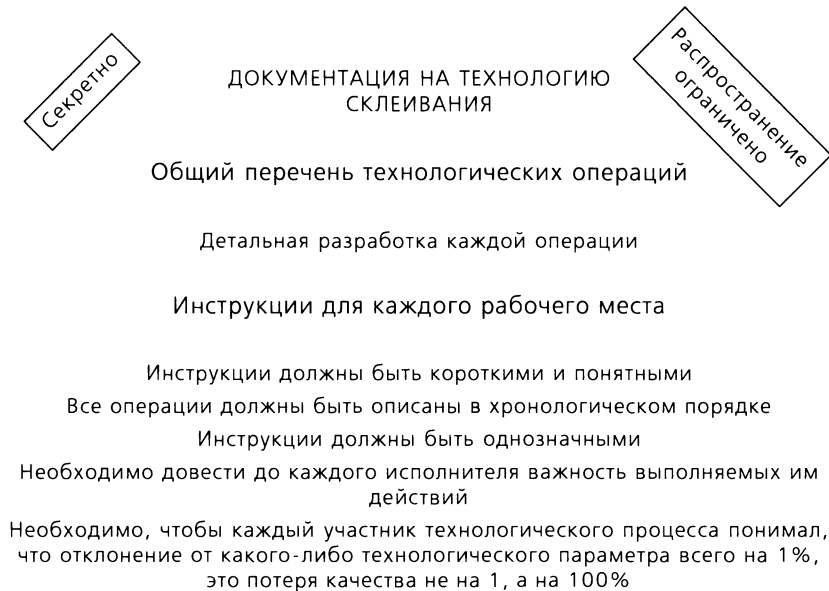 Секретно
Распространение
ограничено
ДОКУМЕНТАЦИЯ НА ТЕХНОЛОГИЮ
СКЛЕИВАНИЯ
Общий перечень технологических операций
Детальная разработка каждой операции
Инструкции для каждого рабочего места
Инструкции должны быть короткими и понятными
Все операции должны быть описаны в хронологическом порядке
Инструкции должны быть однозначными
Необходимо довести до каждого исполнителя важность выполняемых им
действий
Необходимо, чтобы каждый участник технологического процесса понимал,
что отклонение от какого-либо технологического параметра всего на 1%,
это потеря качества не на 1, а на 100%